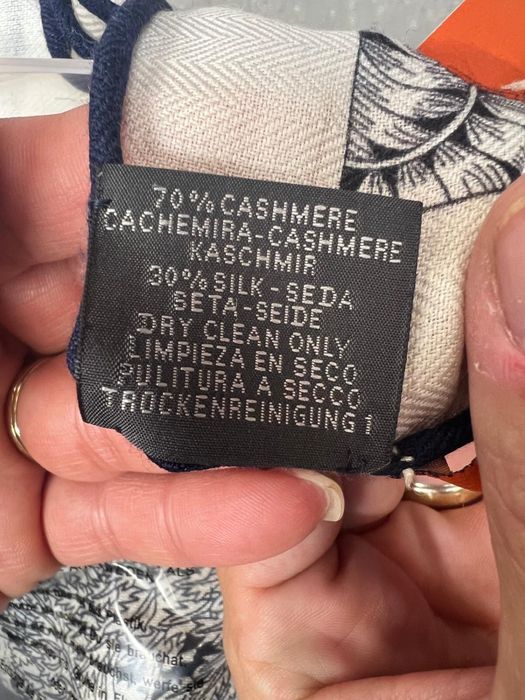 70% CASHMERE
CACHEMIRA-CASHMERE
KASCHMIR
30% SILK - SEDA
SETA-SEIDE
DRY CLEAN ONLY
LIMPIEZA EN SECO
PULITURA A SECCO
TROCKENREINIGUNG 1